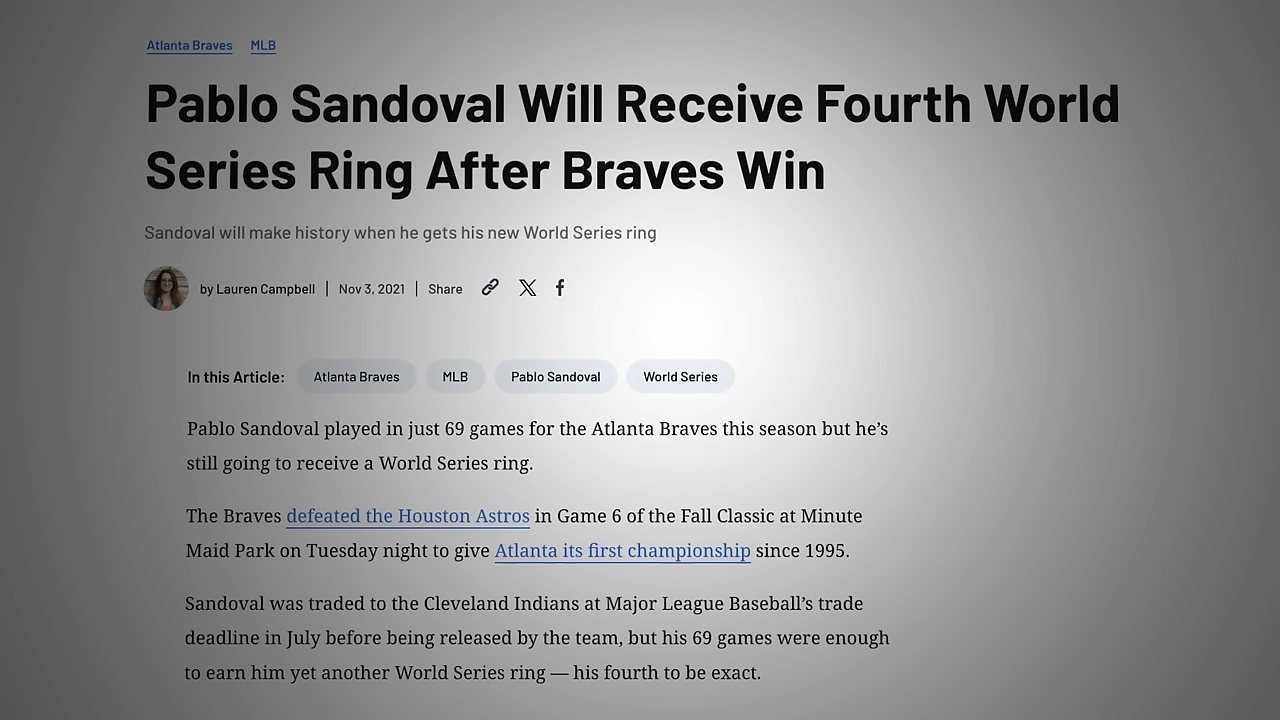 Atlanta Braves MLB
Pablo Sandoval Will Receive Fourth World
Series Ring After Braves Win
Sandoval will make history when he gets his new World Series ring
by Lauren Campbell | Nov 3, 2021 | Share
In this Article: Atlanta Braves MLB Pablo Sandoval World Series
Pablo Sandoval played in just 69 games for the Atlanta Braves this season but he’s
still going to receive a World Series ring.
The Braves defeated the Houston Astros in Game 6 of the Fall Classic at Minute
Maid Park on Tuesday night to give Atlanta its first championship since 1995.
Sandoval was traded to the Cleveland Indians at Major League Baseball’s trade
deadline in July before being released by the team, but his 69 games were enough
to earn him yet another World Series ring — his fourth to be exact.